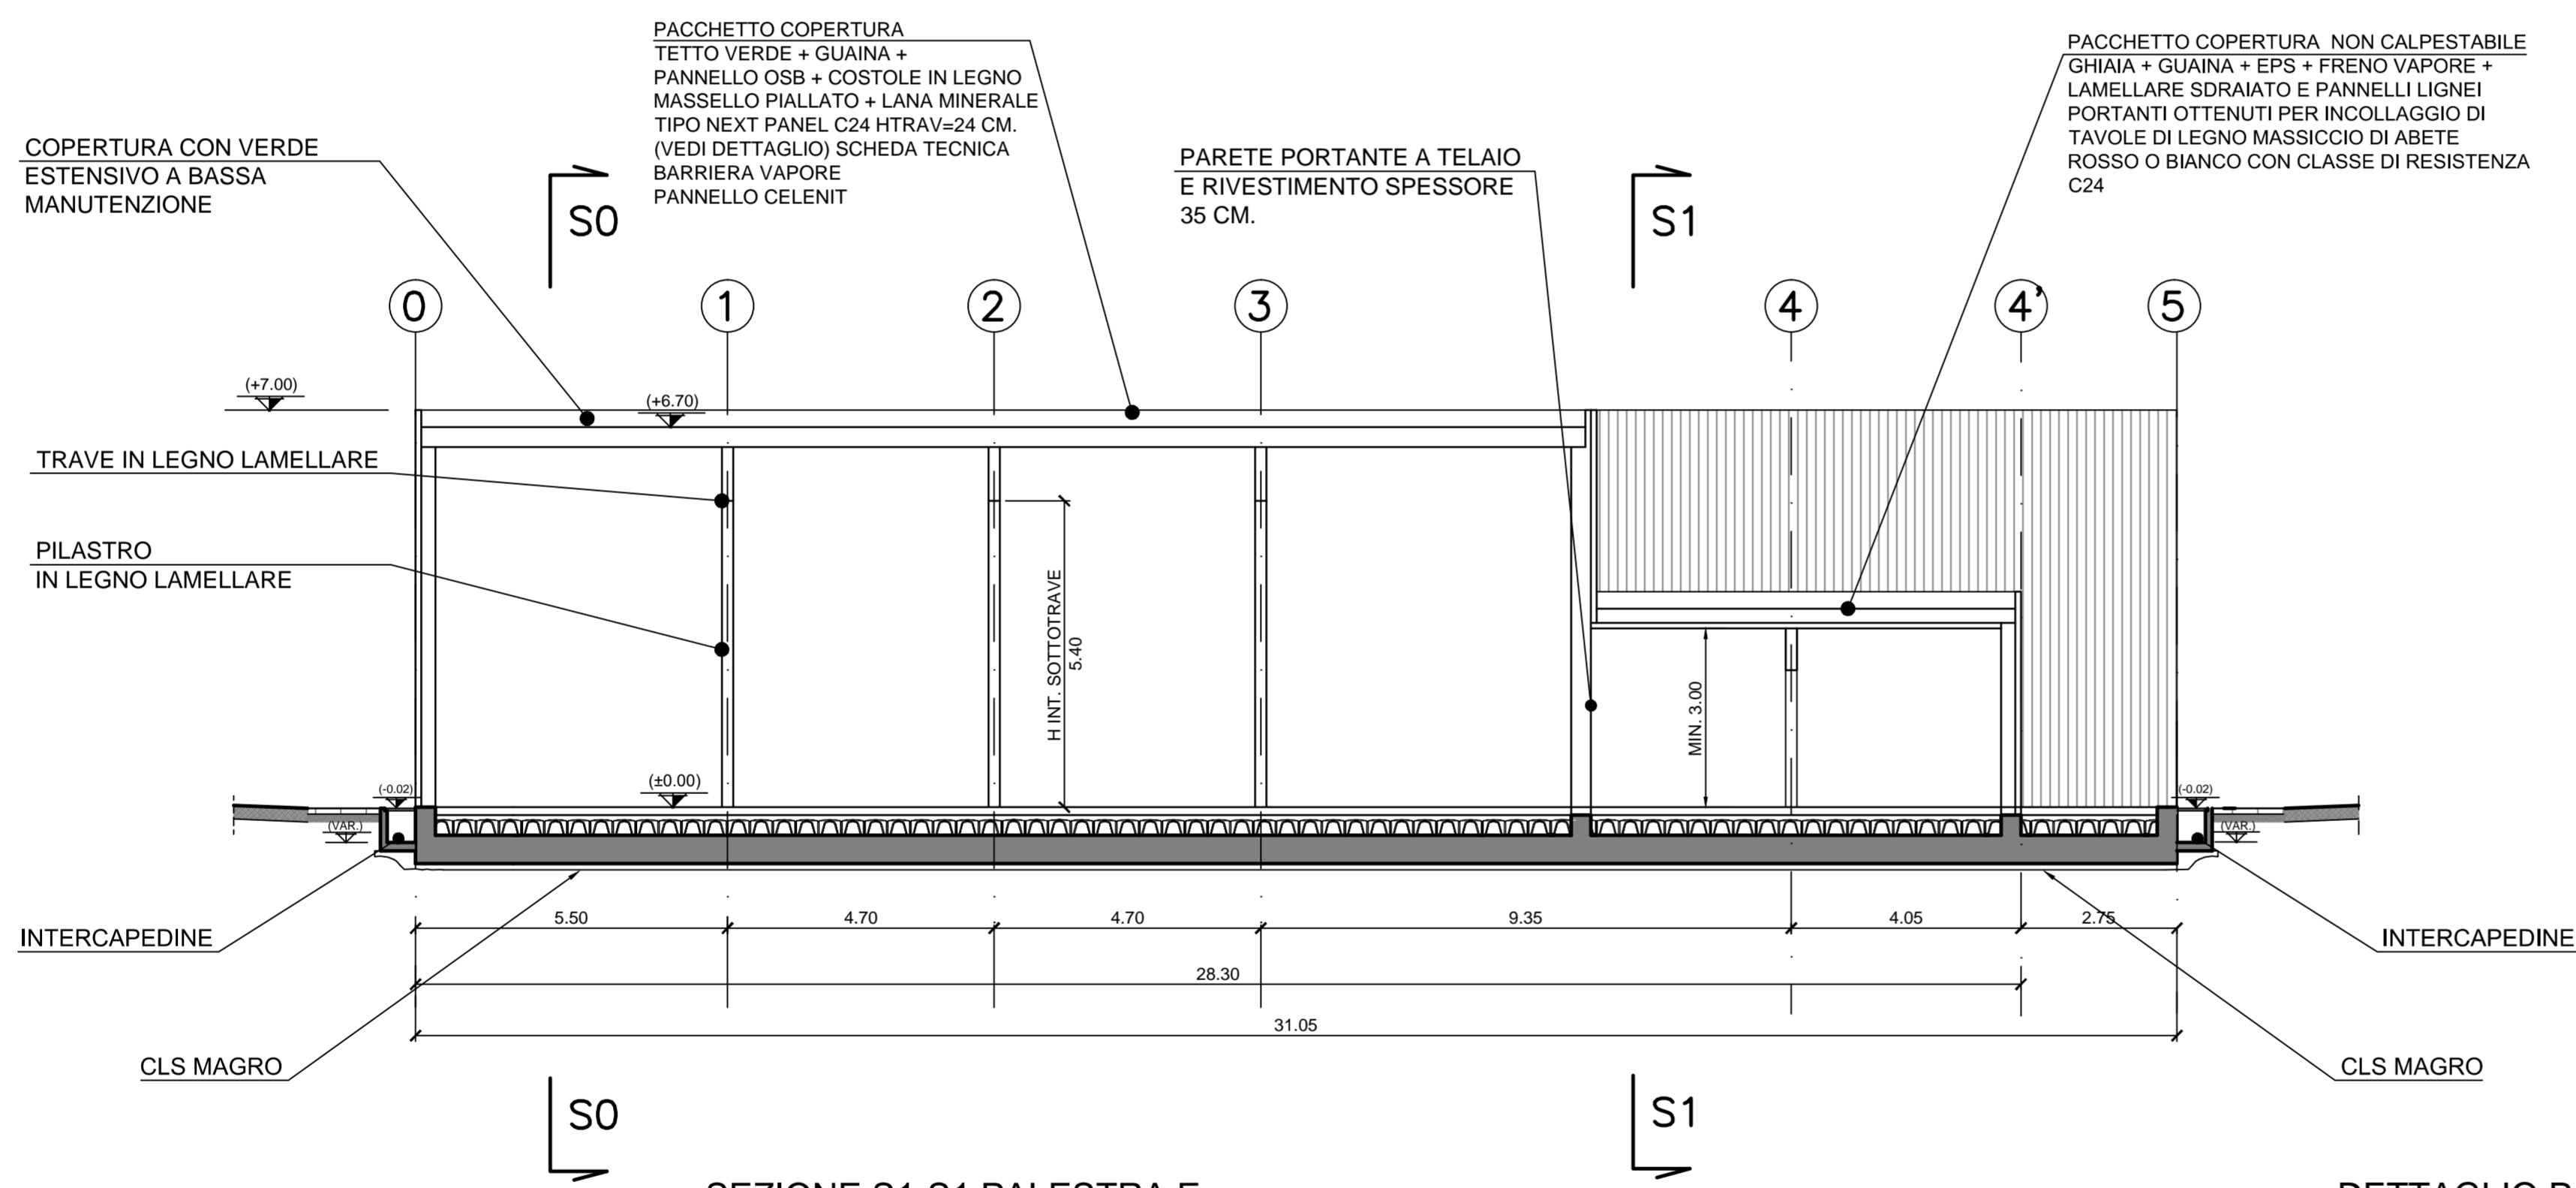 PACCHETTO COPERTURA
TETTO VERDE + GUAINA +
PANNELLO OSB + COSTOLE IN LEGNO
MASSELLO PIALLATO + LANA MINERALE
TIPO NEXT PANEL C24 HTRAV=24 CM.
(VEDI DETTAGLIO) SCHEDA TECNICA
BARRIERA VAPORE
PANNELLO CELENIT
PACCHETTO COPERTURA  NON CALPESTABILE
GHIAIA + GUAINA + EPS + FRENO VAPORE +
LAMELLARE SDRAIATO E PANNELLI LIGNEI
PORTANTI OTTENUTI PER INCOLLAGGIO DI
TAVOLE DI LEGNO MASSICCIO DI ABETE
ROSSO O BIANCO CON CLASSE DI RESISTENZA
C24
COPERTURA CON VERDE
ESTENSIVO A BASSA
MANUTENZIONE
PARETE PORTANTE A TELAIO
E RIVESTIMENTO SPESSORE
35 CM.
S0
S1
0
1
2
3
4
4'
5
(+7.00)
(+6.70)
TRAVE IN LEGNO LAMELLARE
PILASTRO
IN LEGNO LAMELLARE
H INT. SOTTOTRAVE
5.40
MIN. 3.00
(±0.00)
(-0.02)
(-0.02)
(VAR.)
(VAR.)
5.50
4.70
4.70
9.35
4.05
2.75
INTERCAPEDINE
INTERCAPEDINE
28.30
31.05
CLS MAGRO
CLS MAGRO
S0
S1
SEZIONE S1-S1 PALESTRA E
DETTAGLIO P